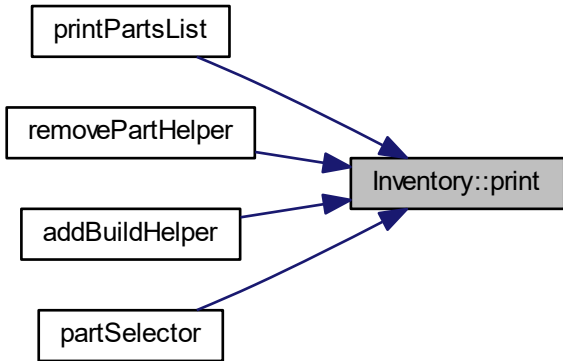 printPartsList
removePartHelper
Inventory::print
addBuildHelper
partSelector